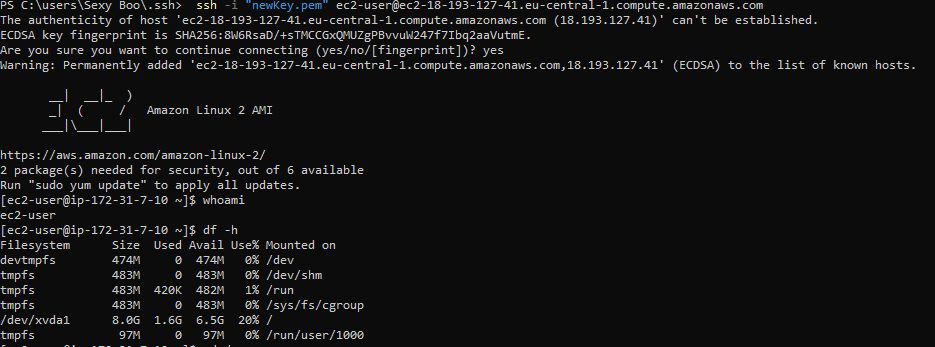 PS C:\users\Sexy Boo\.ssh>  ssh -i "newKey.pem" ec2-user@ec2-18-193-127-41.eu-central-1.compute.amazonaws.com
The authenticity of host 'ec2-18-193-127-41.eu-central-1.compute.amazonaws.com (18.193.127.41)' can't be established.
ECDSA key fingerprint is SHA256:8W6RsaD/+sTMCCGxQMUZgPBvvuW247f7Ibq2aaVutmE.
Are you sure you want to continue connecting (yes/no/[fingerprint])? yes
Warning: Permanently added 'ec2-18-193-127-41.eu-central-1.compute.amazonaws.com,18.193.127.41' (ECDSA) to the list of known hosts.
       __|  __|_  )
       _|  (     /   Amazon Linux 2 AMI
      ___|\___|___|
https://aws.amazon.com/amazon-linux-2/
2 package(s) needed for security, out of 6 available
Run "sudo yum update" to apply all updates.
[ec2-user@ip-172-31-7-10 ~]$ whoami
ec2-user
[ec2-user@ip-172-31-7-10 ~]$ df -h
Filesystem      Size  Used Avail Use% Mounted on
devtmpfs        474M     0  474M   0% /dev
tmpfs           483M     0  483M   0% /dev/shm
tmpfs           483M  420K  482M   1% /run
tmpfs           483M     0  483M   0% /sys/fs/cgroup
/dev/xvda1      8.0G  1.6G  6.5G  20% /
tmpfs            97M     0   97M   0% /run/user/1000